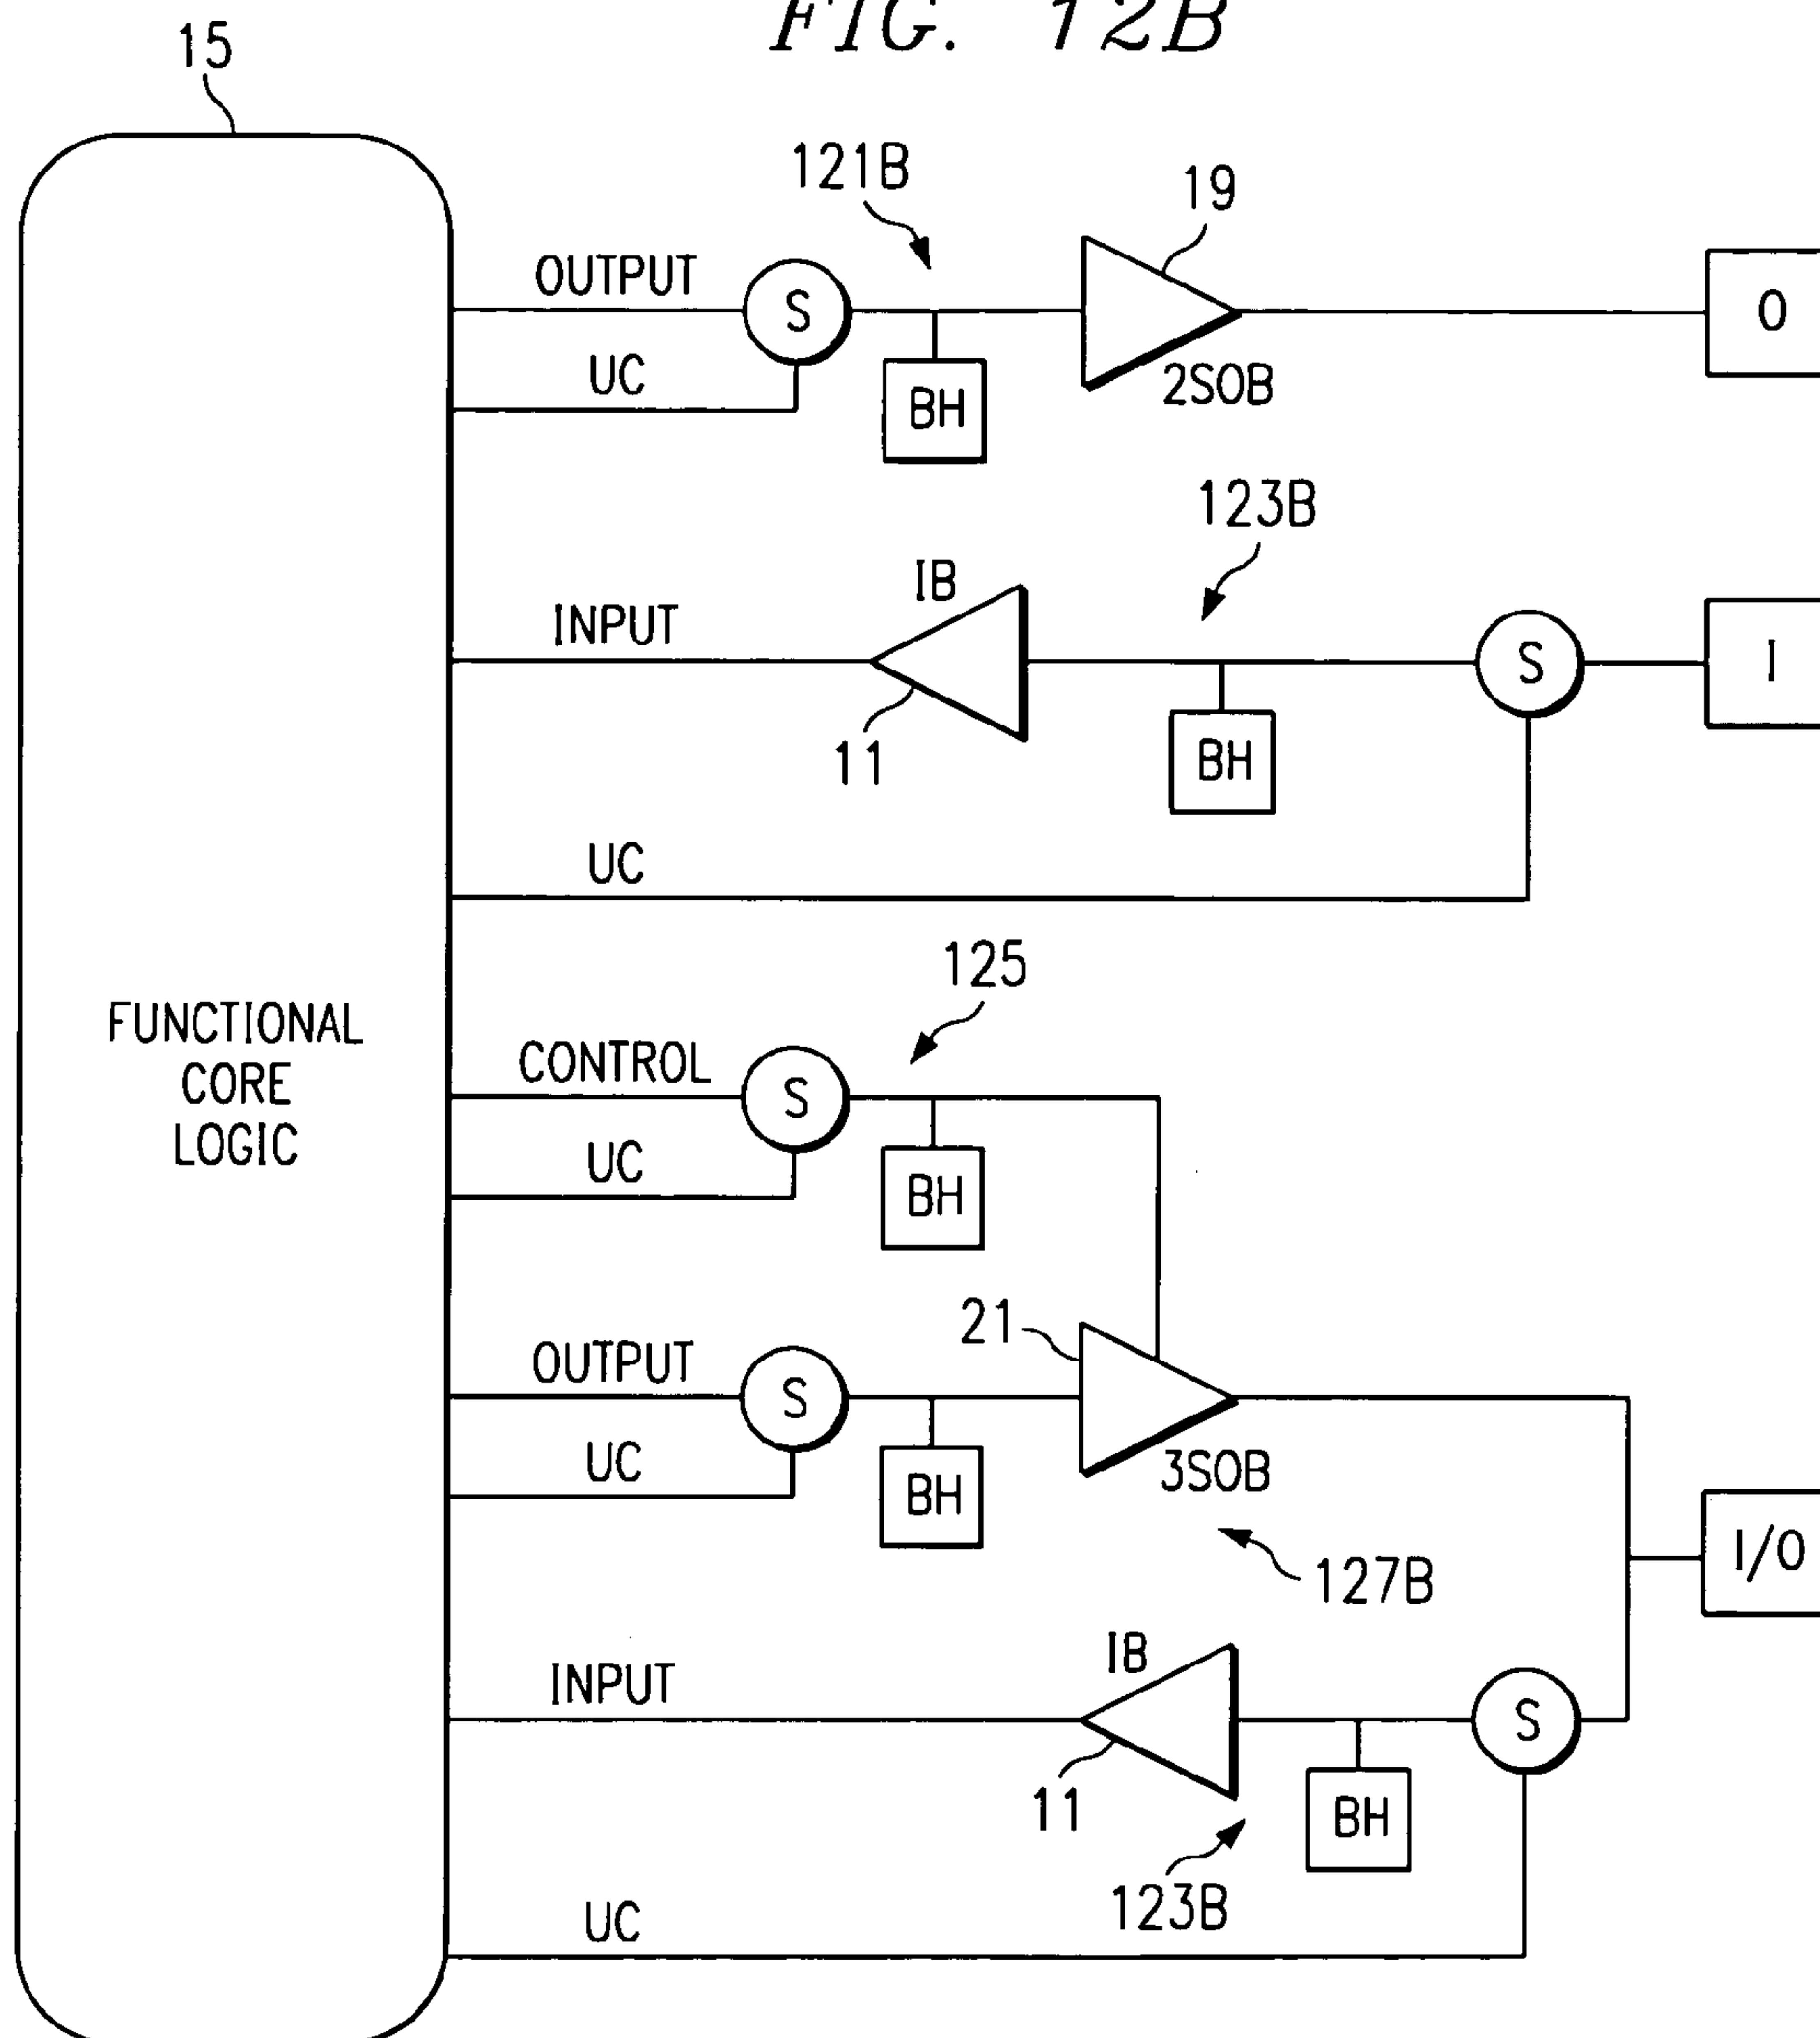 FIG. 12B
15
121B
19
OUTPUT
S
O
UC
BH
2SOB
123B
IB
INPUT
S
I
11
BH
UC
125
FUNCTIONAL
CORE
LOGIC
CONTROL
S
UC
BH
21
OUTPUT
S
UC
BH
3SOB
I/O
127B
IB
INPUT
S
11
BH
123B
UC